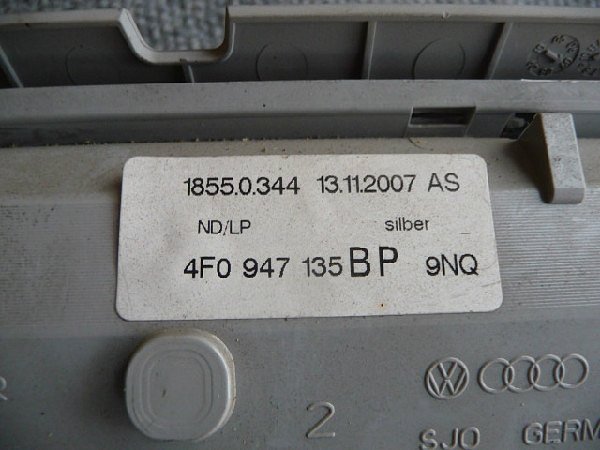 1855.0.344 13.11.2007 AS
ND/LP silber
4F0 947 135 BP 9NQ
2
SJO GERM